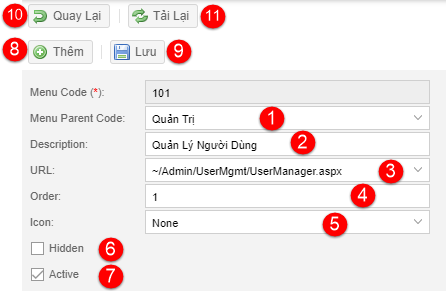 10 Quay Lại Tải Lại 11
8 Thêm Lưu 9
Menu Code (*): 101
Menu Parent Code: Quản Trị 1
Description: Quản Lý Người Dùng 2
URL: ~/Admin/UserMgmt/UserManager.aspx 3
Order: 1 4
Icon: None 5
Hidden 6
Active 7